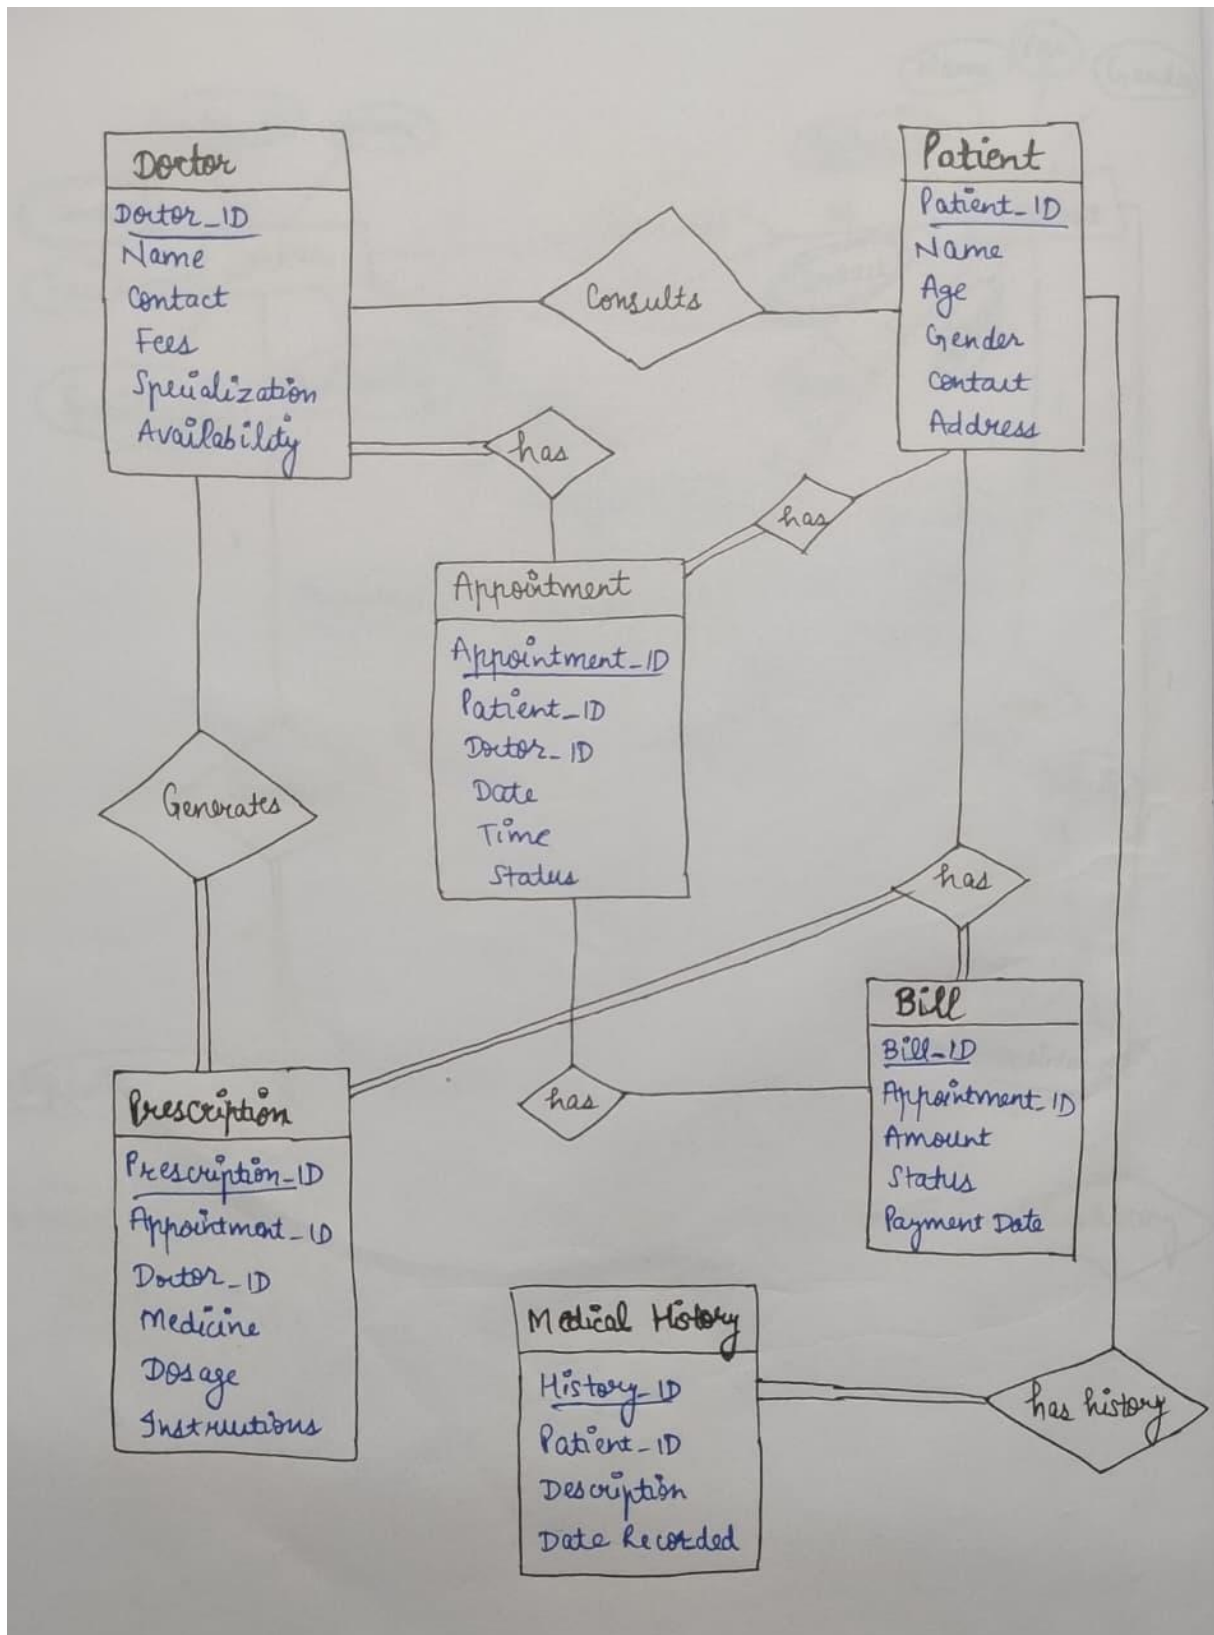 Doctor
Doctor_ID
Name
Contact
Fees
Specialization
Availability
Consults
Patient
Patient_ID
Name
Age
Gender
Contact
Address
has
has
Appointment
Appointment_ID
Patient_ID
Doctor_ID
Date
Time
Status
Generates
has
Bill
Bill_ID
Appointment_ID
Amount
Status
Payment Date
has
Prescription
Prescription_ID
Appointment_ID
Doctor_ID
Medicine
Dosage
Instructions
Medical History
History_ID
Patient_ID
Description
Date Recorded
has history